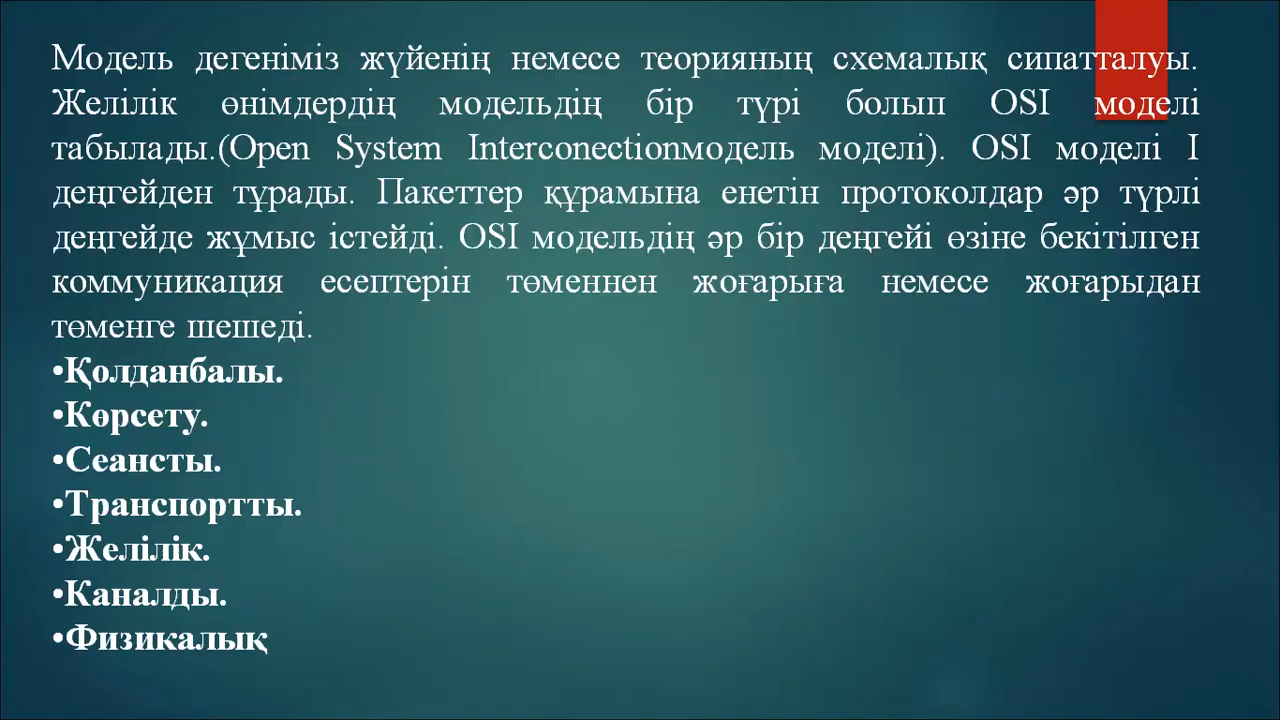 Модель дегеніміз жүйенің немесе теорияның схемалық сипатталуы.
Желілік өнімдердің модельдің бір түрі болып OSI моделі
табылады.(Open System Interconectionмодель моделі). OSI моделі I
деңгейден тұрады. Пакеттер құрамына енетін протоколдар әр түрлі
деңгейде жұмыс істейді. OSI модельдің әр бір деңгейі өзіне бекітілген
коммуникация есептерін төменнен жоғарыға немесе жоғарыдан
төменге шешеді.
•Қолданбалы.
•Көрсету.
•Сеансты.
•Транспортты.
•Желілік.
•Каналды.
•Физикалық